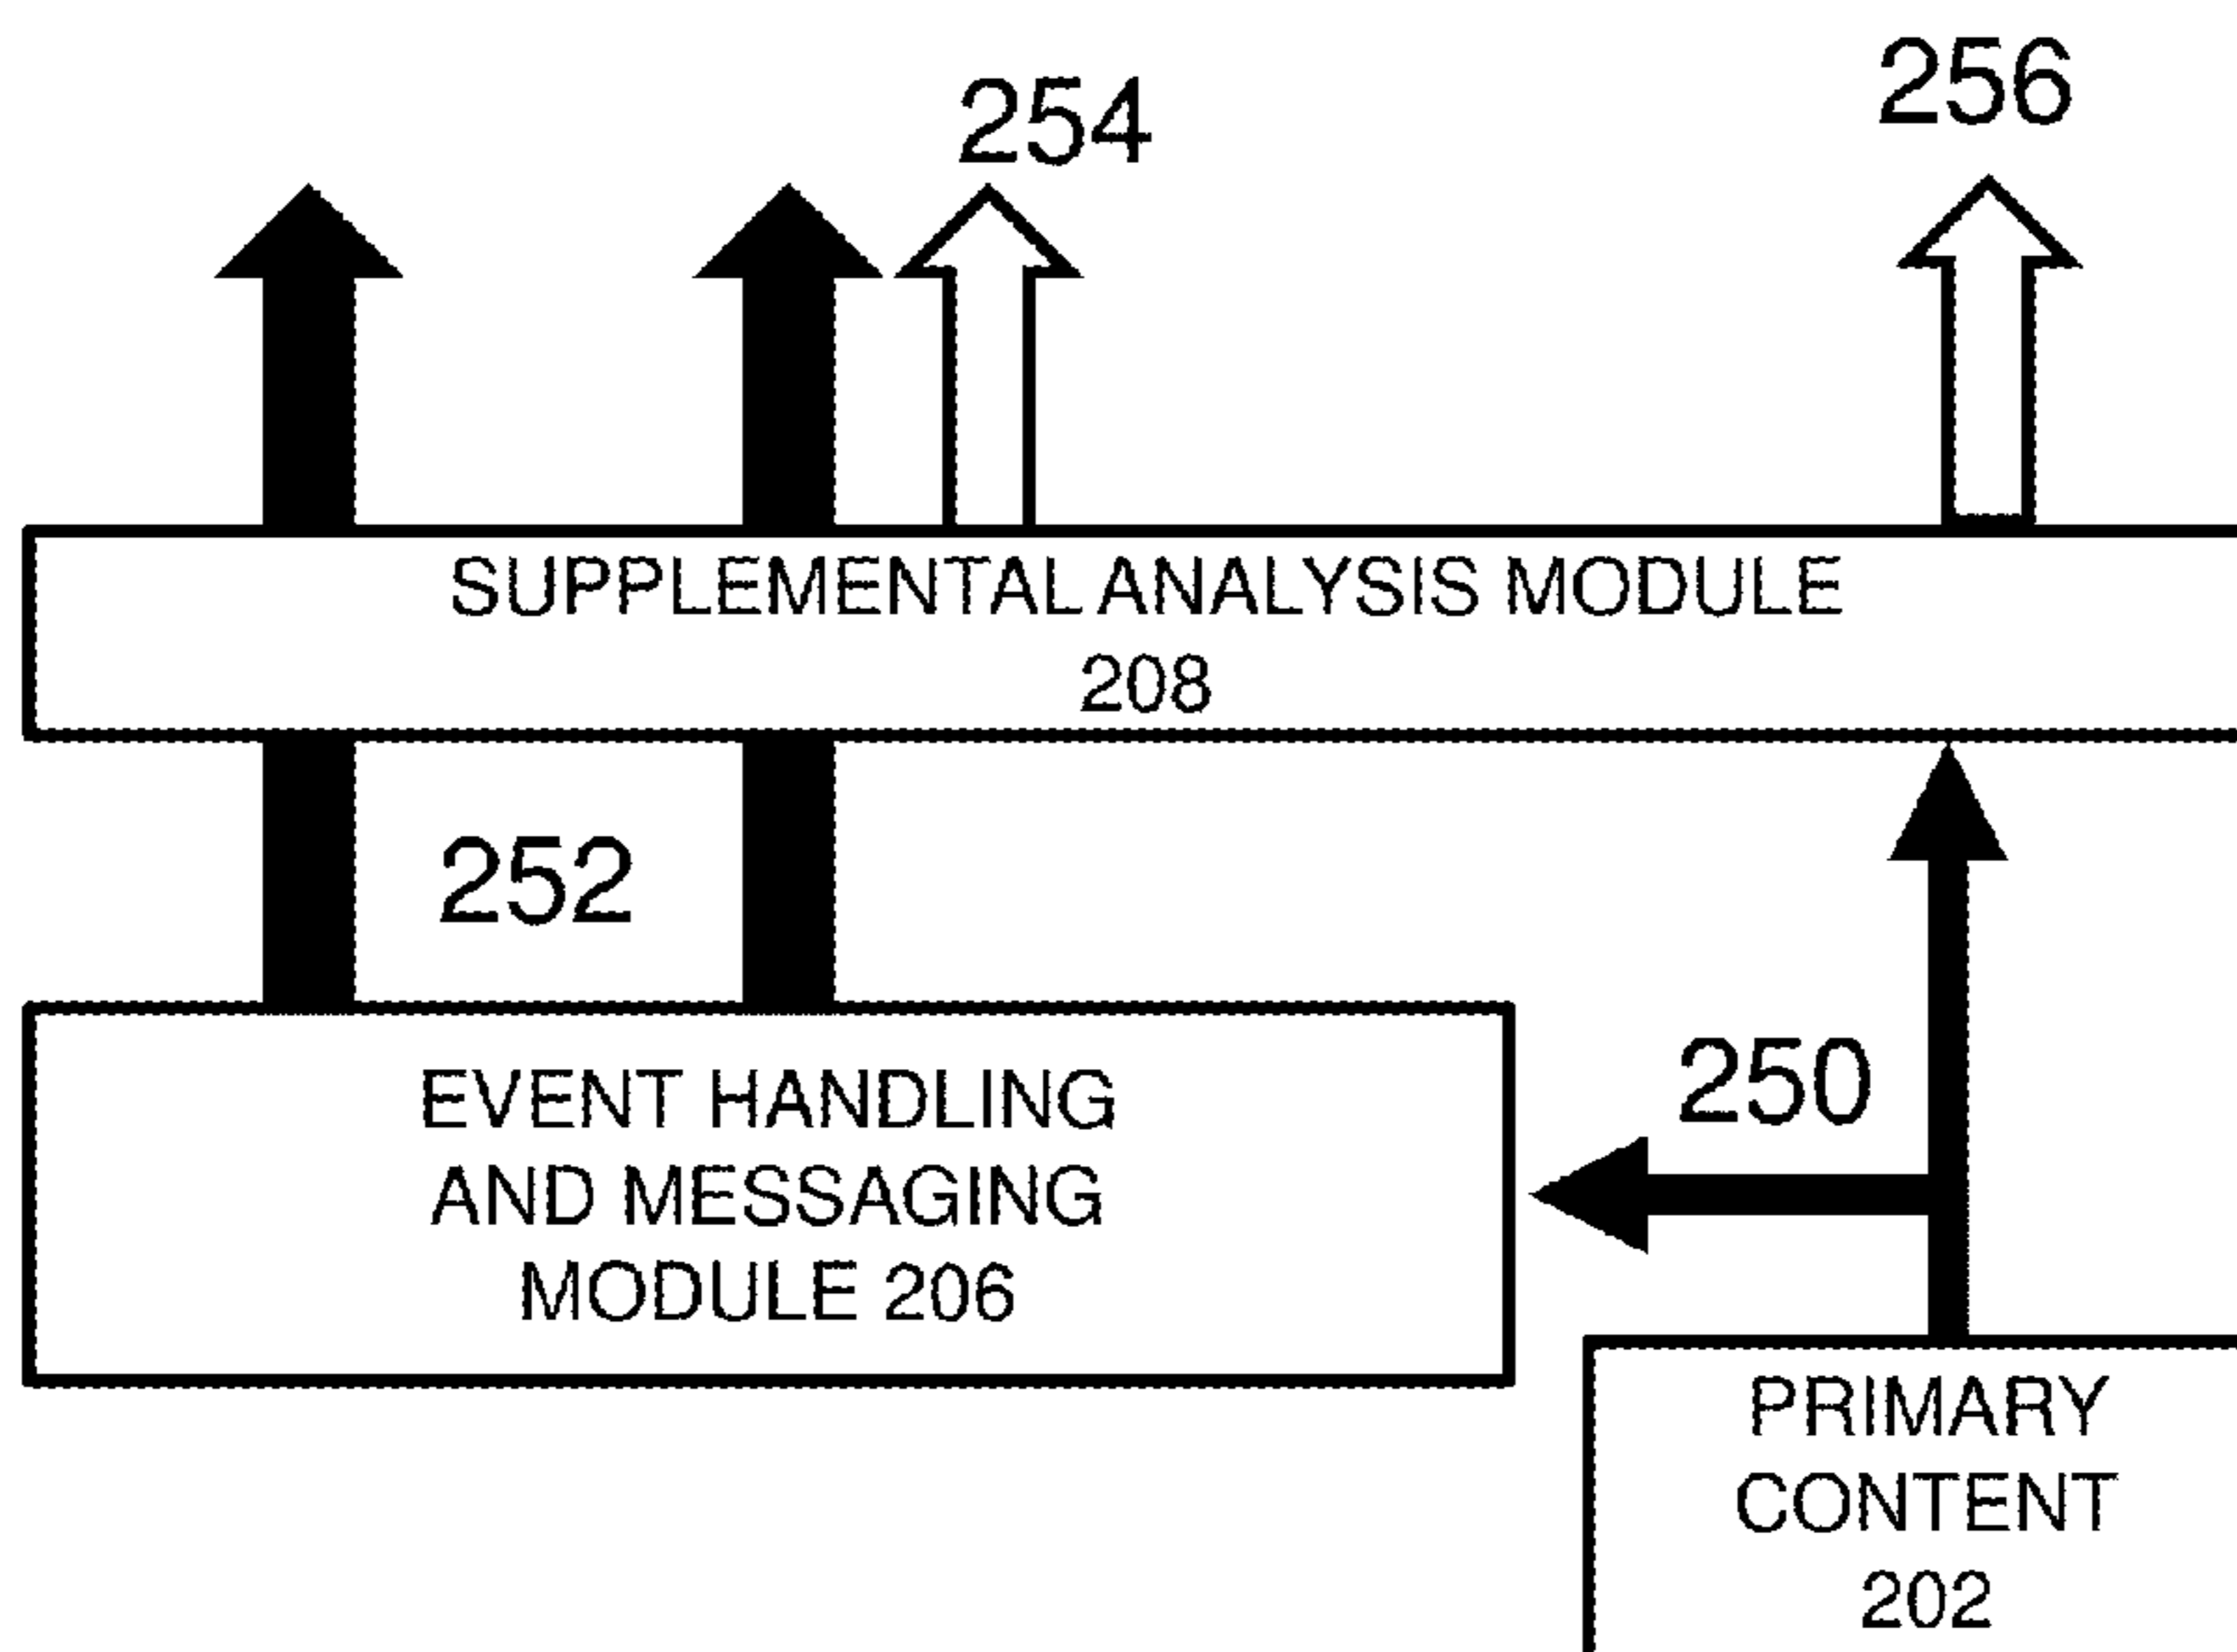 256
254
SUPPLEMENTAL ANALYSIS MODULE
208
252
250
EVENT HANDLING
AND MESSAGING
MODULE 206
PRIMARY
CONTENT
202